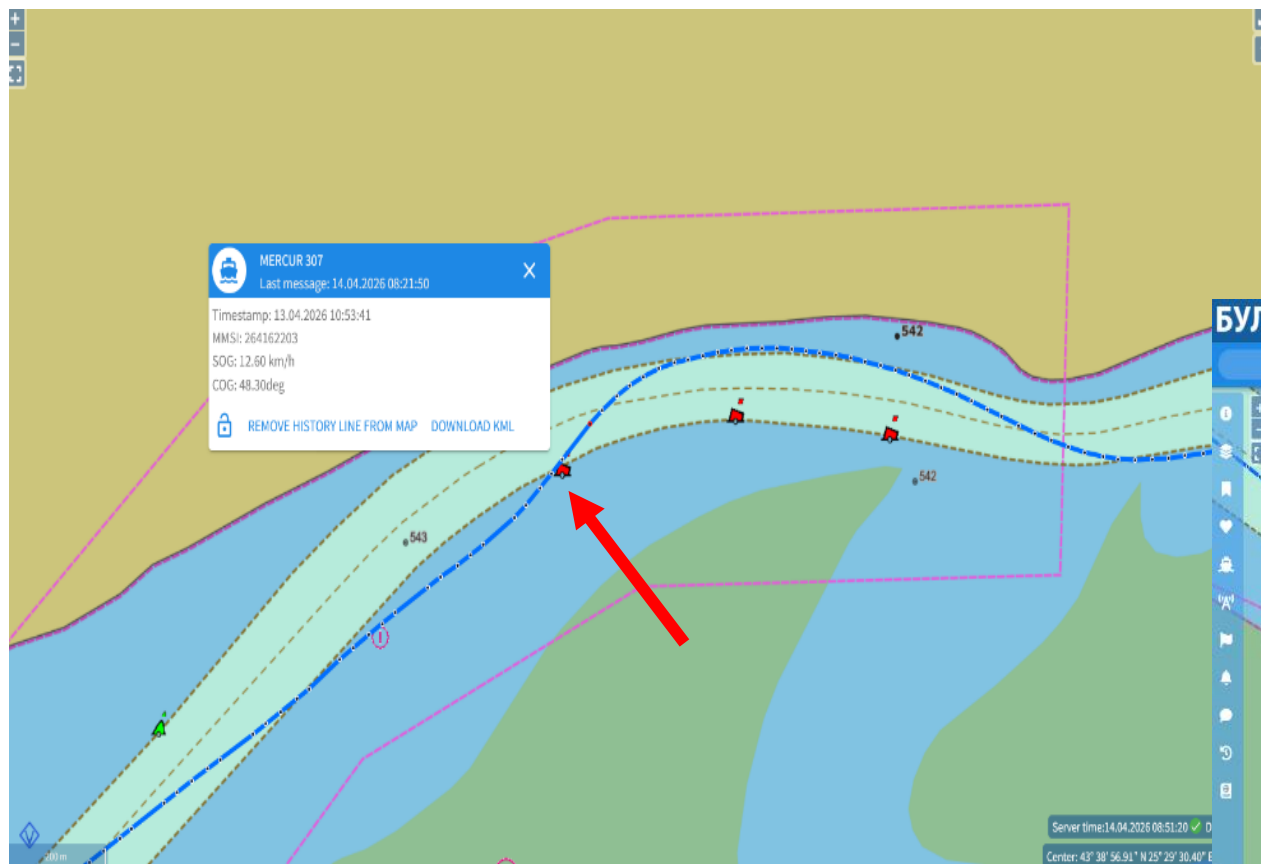 +
−
MERCUR 307
Last message: 14.04.2026 08:21:50
X
Timestamp: 13.04.2026 10:53:41
MMSI: 264162203
SOG: 12.60 km/h
COG: 48.30deg
REMOVE HISTORY LINE FROM MAP DOWNLOAD KML
542
БУЛ
542
543
200 m
Server time:14.04.2026 08:51:20 D
Center: 43° 38' 56.91" N 25° 29' 30.40" E